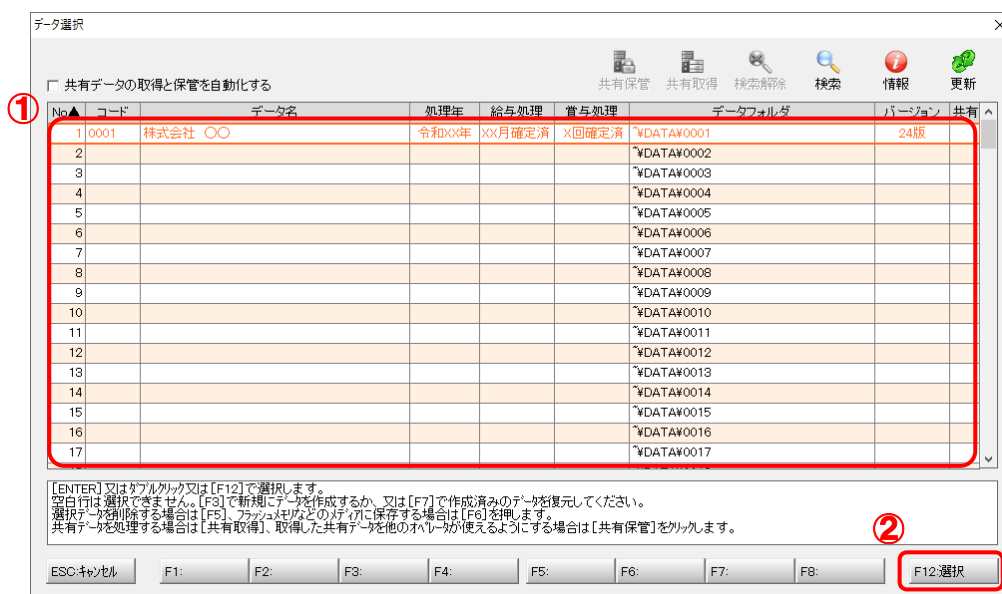 データ選択
共有保管 共有取得 検索解除 検索 情報 更新
共有データの取得と保管を自動化する
①
No▲ コード データ名 処理年 給与処理 賞与処理 データフォルダ バージョン 共有
1 0001 株式会社 〇〇 令和XX年 XX月確定済 X回確定済 ~¥DATA¥0001 24版
2 ~¥DATA¥0002
3 ~¥DATA¥0003
4 ~¥DATA¥0004
5 ~¥DATA¥0005
6 ~¥DATA¥0006
7 ~¥DATA¥0007
8 ~¥DATA¥0008
9 ~¥DATA¥0009
10 ~¥DATA¥0010
11 ~¥DATA¥0011
12 ~¥DATA¥0012
13 ~¥DATA¥0013
14 ~¥DATA¥0014
15 ~¥DATA¥0015
16 ~¥DATA¥0016
17 ~¥DATA¥0017
[ENTER]又はダブルクリック又は[F12]で選択します。
空白行は選択できません。[F3]で新規にデータを作成するか、又は[F7]で作成済みのデータを復元してください。
選択データを削除する場合は[F5]、フラッシュメモリなどのメディアに保存する場合は[F6]を押します。
共有データを処理する場合は[共有取得]、取得した共有データを他のオペレータが使えるようにする場合は[共有保管]をクリックします。
②
ESC:キャンセル F1: F2: F3: F4: F5: F6: F7: F8: F12:選択